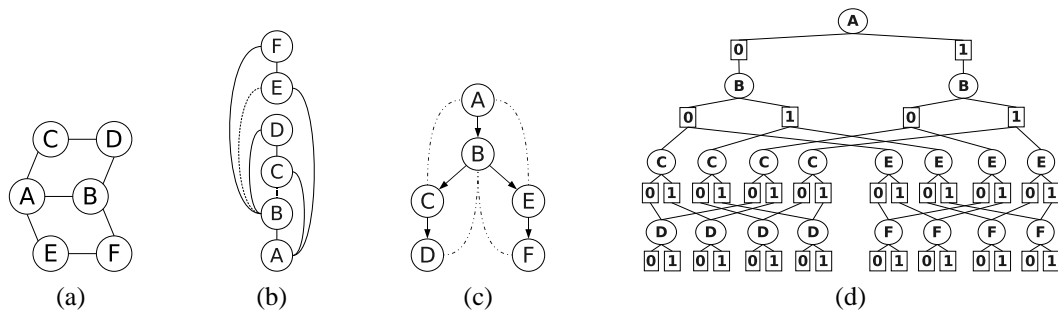 A
0 1
B B
0 1 0 1
C C C C E E E E
0 1 0 1 0 1 0 1 0 1 0 1 0 1 0 1
D D D D F F F F
0 1 0 1 0 1 0 1 0 1 0 1 0 1 0 1
F
E
D
C
B
A
A
B
C E
D F
C D
A B
E F
(a) (b) (c) (d)